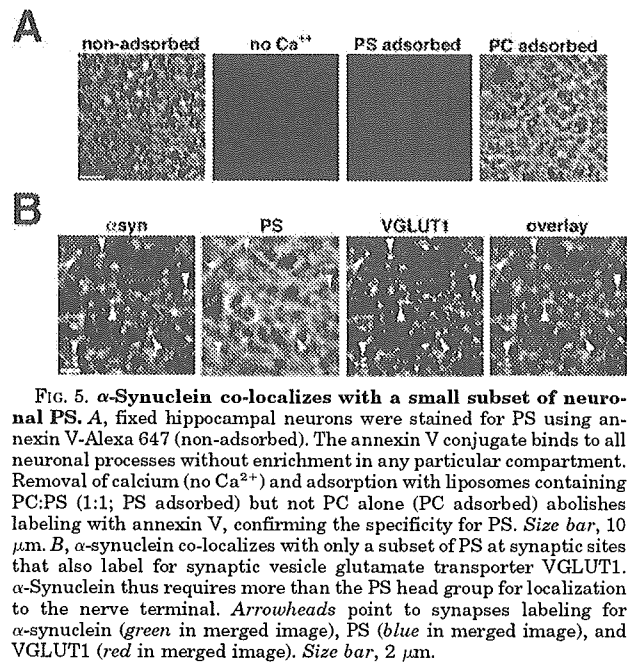 A
non-adsorbed no Ca⁺⁺ PS adsorbed PC adsorbed
B
αsyn PS VGLUT1 overlay
FIG. 5. α-Synuclein co-localizes with a small subset of neuro-
nal PS. A, fixed hippocampal neurons were stained for PS using an-
nexin V-Alexa 647 (non-adsorbed). The annexin V conjugate binds to all
neuronal processes without enrichment in any particular compartment.
Removal of calcium (no Ca²⁺) and adsorption with liposomes containing
PC:PS (1:1; PS adsorbed) but not PC alone (PC adsorbed) abolishes
labeling with annexin V, confirming the specificity for PS. Size bar, 10
μm. B, α-synuclein co-localizes with only a subset of PS at synaptic sites
that also label for synaptic vesicle glutamate transporter VGLUT1.
α-Synuclein thus requires more than the PS head group for localization
to the nerve terminal. Arrowheads point to synapses labeling for
α-synuclein (green in merged image), PS (blue in merged image), and
VGLUT1 (red in merged image). Size bar, 2 μm.